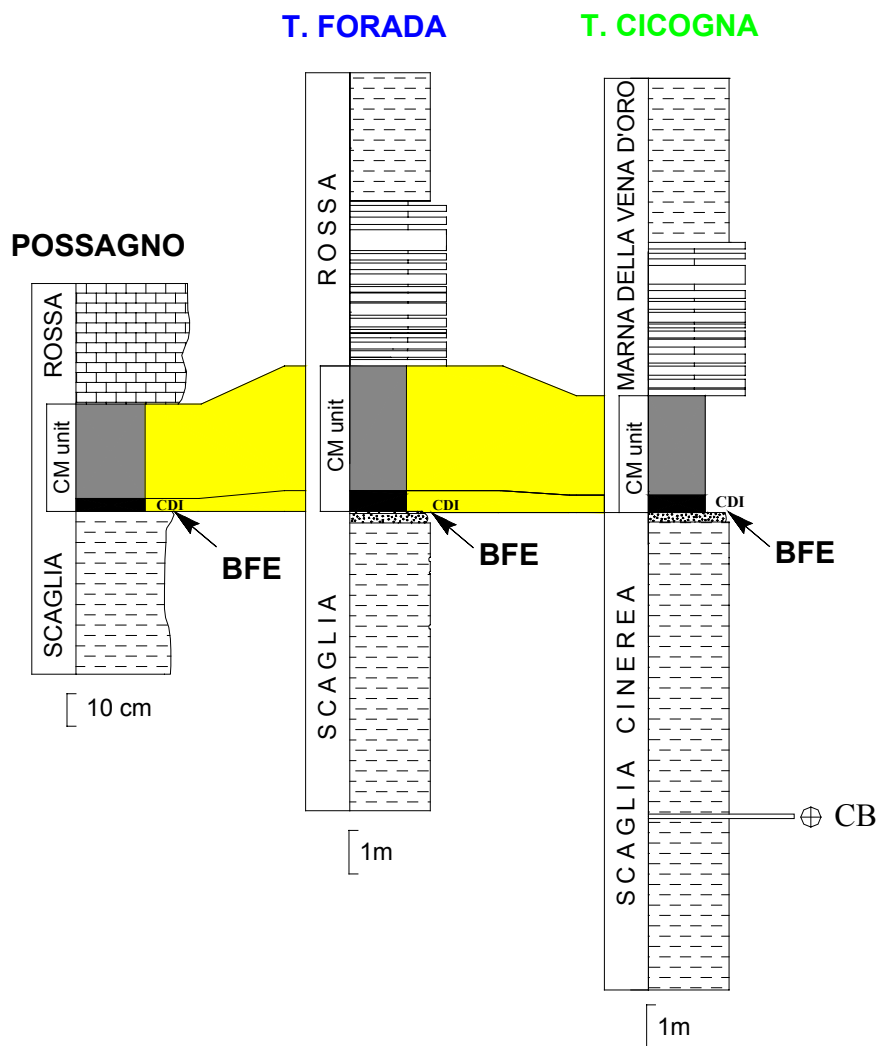 T. FORADA
T. CICOGNA
POSSAGNO
ROSSA
CM unit
SCAGLIA
CDI
BFE
10 cm
ROSSA
CM unit
SCAGLIA
BFE
1m
MARNA DELLA VENA D'ORO
CM unit
SCAGLIA CINEREA
CDI
BFE
CB
1m